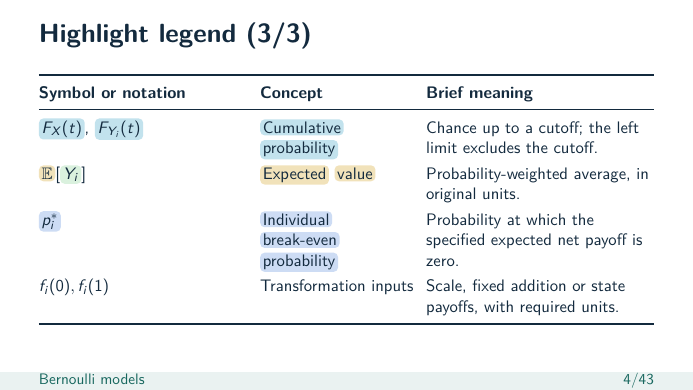 Highlight legend (3/3)
Symbol or notation Concept Brief meaning
F_X(t), F_{Y_i}(t) Cumulative probability Chance up to a cutoff; the left limit excludes the cutoff.
𝔼[Y_i] Expected value Probability-weighted average, in original units.
p_i^* Individual break-even probability Probability at which the specified expected net payoff is zero.
f_i(0), f_i(1) Transformation inputs Scale, fixed addition or state payoffs, with required units.
Bernoulli models 4/43